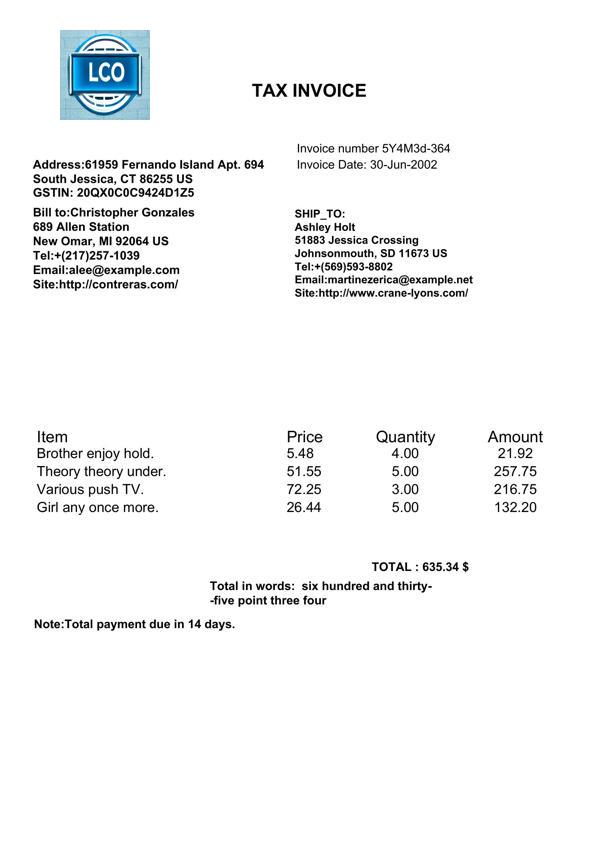 LCO
TAX INVOICE
Invoice number 5Y4M3d-364
Invoice Date: 30-Jun-2002
Address:61959 Fernando Island Apt. 694
South Jessica, CT 86255 US
GSTIN: 20QX0C0C9424D1Z5
Bill to:Christopher Gonzales
689 Allen Station
New Omar, MI 92064 US
Tel:+(217)257-1039
Email:alee@example.com
Site:http://contreras.com/
SHIP_TO:
Ashley Holt
51883 Jessica Crossing
Johnsonmouth, SD 11673 US
Tel:+(569)593-8802
Email:martinezerica@example.net
Site:http://www.crane-lyons.com/
Item Price Quantity Amount
Brother enjoy hold. 5.48 4.00 21.92
Theory theory under. 51.55 5.00 257.75
Various push TV. 72.25 3.00 216.75
Girl any once more. 26.44 5.00 132.20
TOTAL : 635.34 $
Total in words: six hundred and thirty-
-five point three four
Note:Total payment due in 14 days.